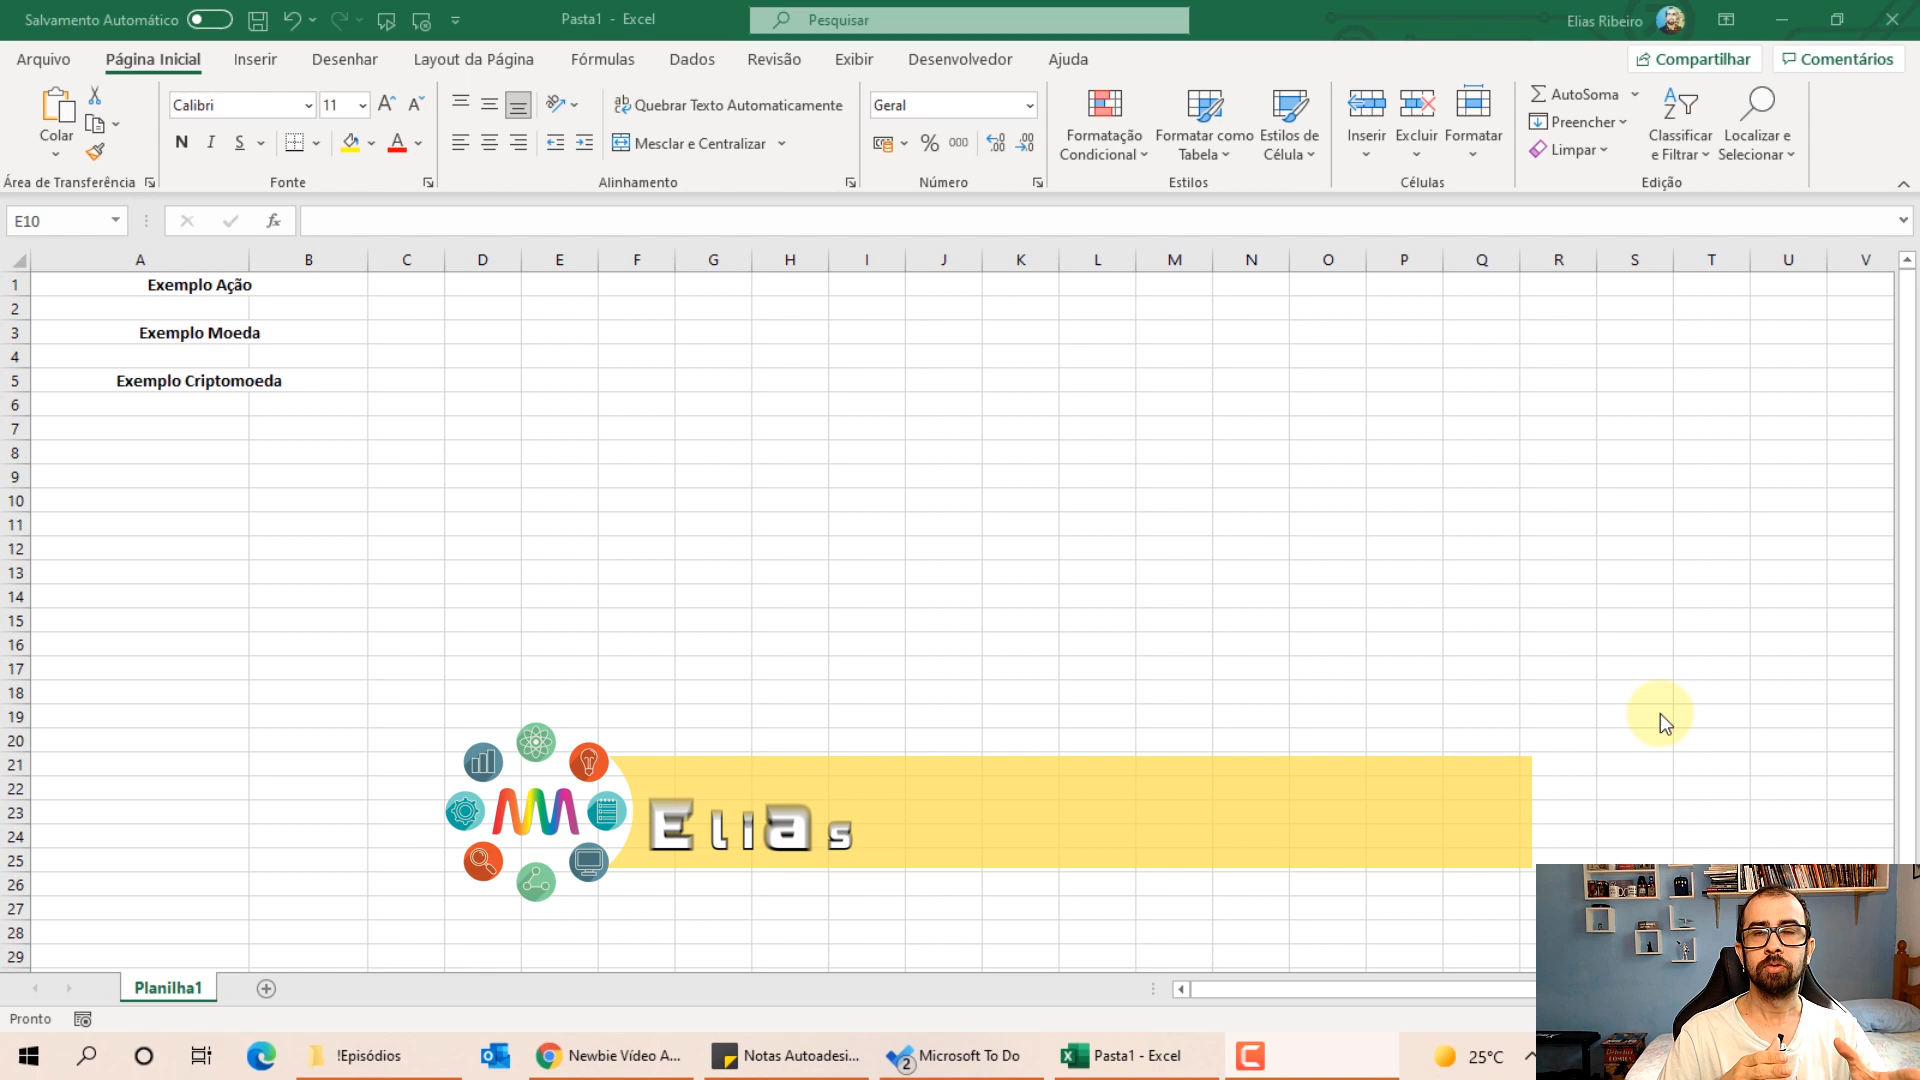 Salvamento Automático
Pasta1 - Excel
Pesquisar
Elias Ribeiro
Arquivo
Página Inicial
Inserir
Desenhar
Layout da Página
Fórmulas
Dados
Revisão
Exibir
Desenvolvedor
Ajuda
Compartilhar
Comentários
Colar
Calibri
11
N I S
Quebrar Texto Automaticamente
Mesclar e Centralizar
Geral
% 000
Formatação Condicional
Formatar como Tabela
Estilos de Célula
Inserir
Excluir
Formatar
AutoSoma
Preencher
Limpar
Classificar e Filtrar
Localizar e Selecionar
Área de Transferência
Fonte
Alinhamento
Número
Estilos
Células
Edição
E10
fx
A B C D E F G H I J K L M N O P Q R S T U V
1 Exemplo Ação
2
3 Exemplo Moeda
4
5 Exemplo Criptomoeda
6
7
8
9
10
11
12
13
14
15
16
17
18
19
20
21
22
23
24
25
26
27
28
29
Elias
Planilha1
Pronto
!Episódios
Newbie Vídeo A...
Notas Autoadesi...
2
Microsoft To Do
Pasta1 - Excel
25°C